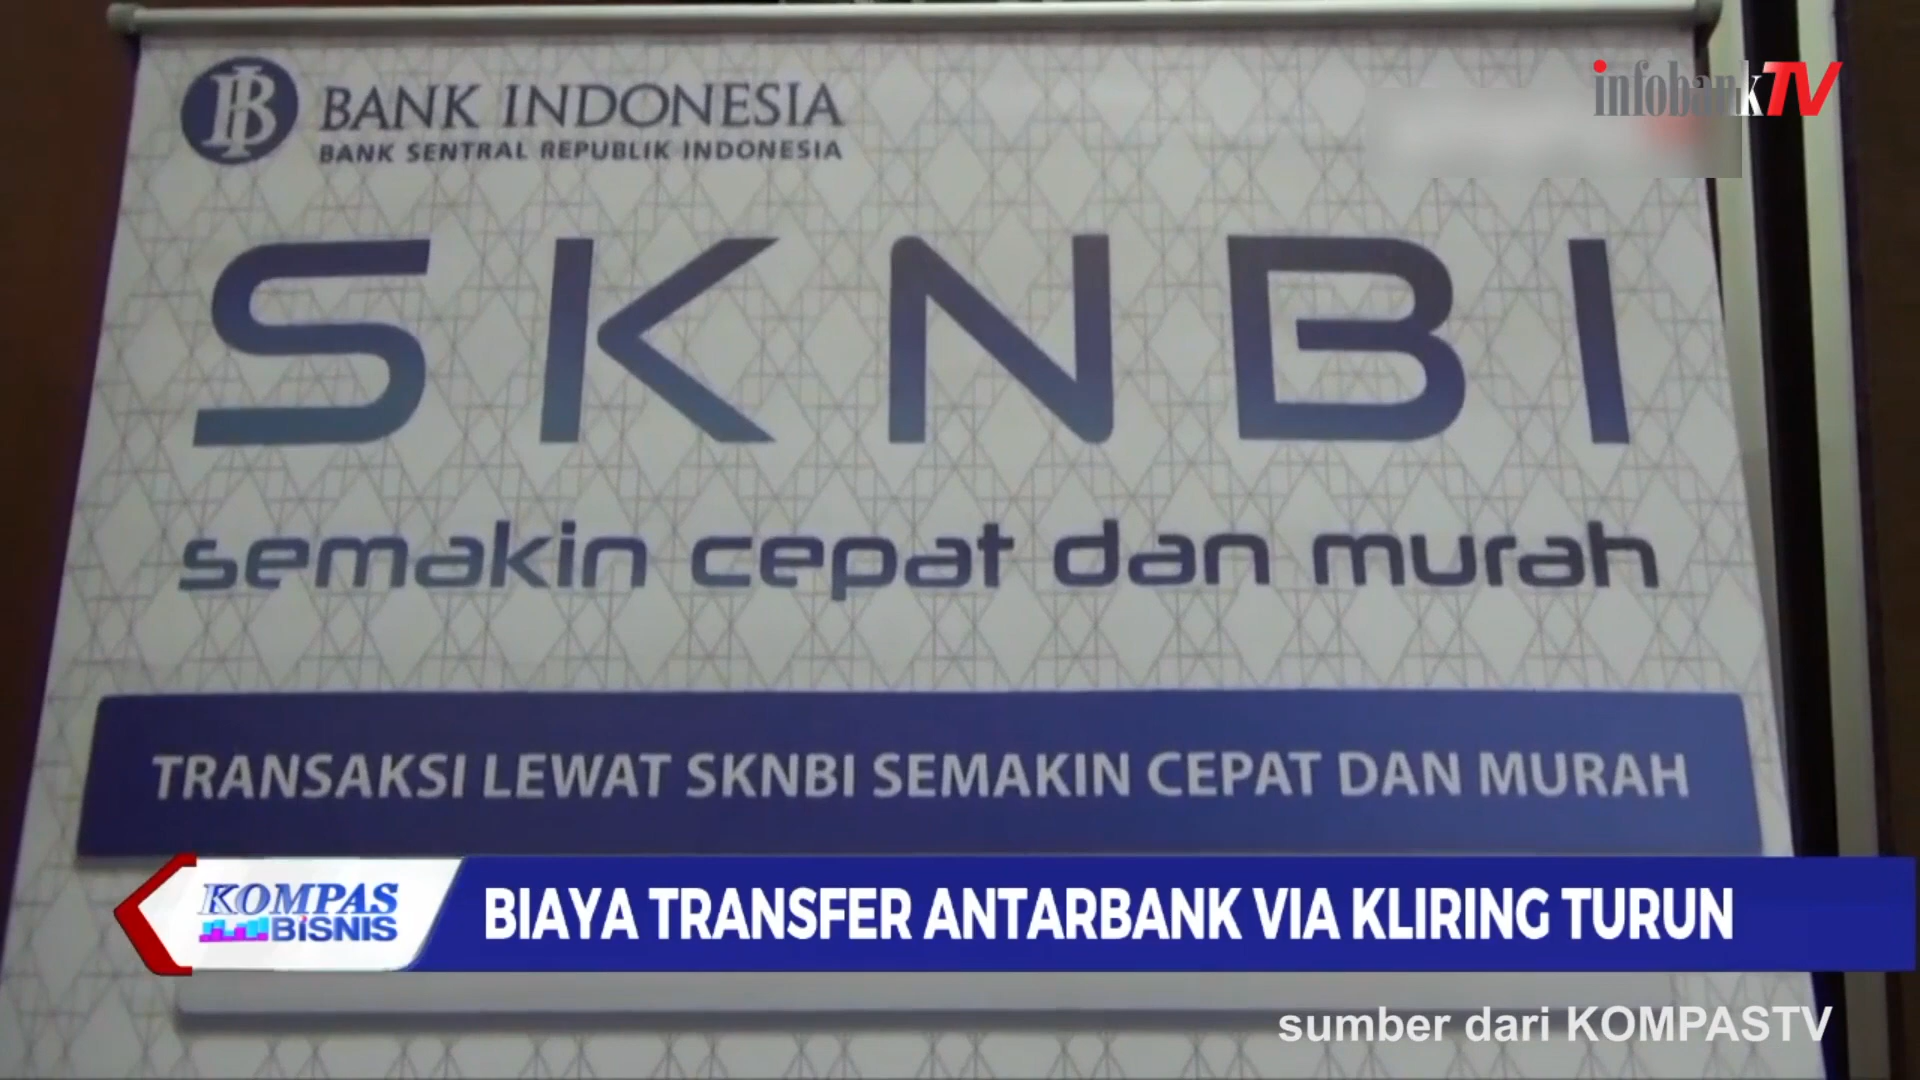 BANK INDONESIA
BANK SENTRAL REPUBLIK INDONESIA
infobankTV
SKNBI
semakin cepat dan murah
TRANSAKSI LEWAT SKNBI SEMAKIN CEPAT DAN MURAH
KOMPAS
BISNIS
BIAYA TRANSFER ANTARBANK VIA KLIRING TURUN
sumber dari KOMPASTV